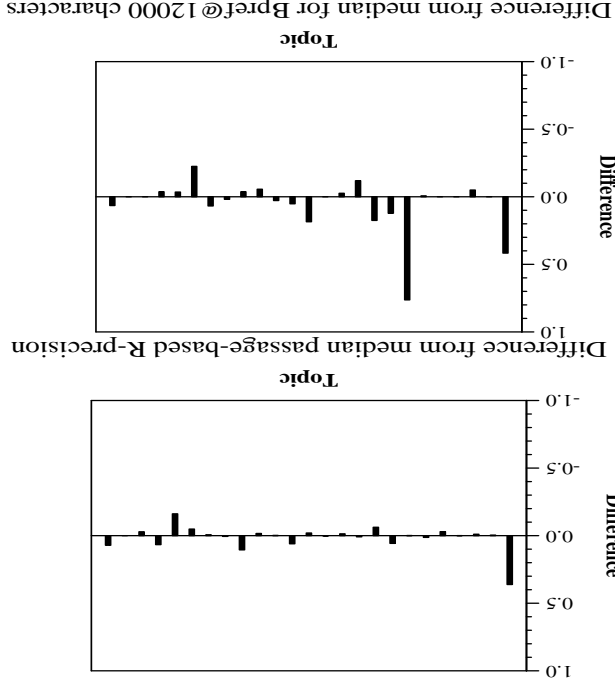 1.0
0.5
0.0
-0.5
-1.0
Difference
Topic
Difference from median passage-based R-precision
1.0
0.5
0.0
-0.5
-1.0
Difference
Topic
Difference from median for Bpref@12000 characters